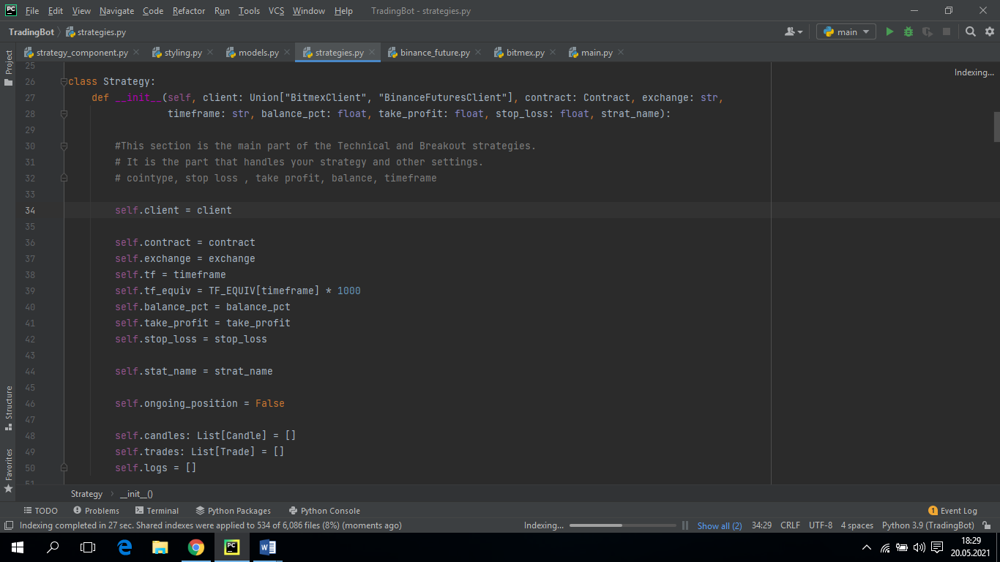 PC File Edit View Navigate Code Refactor Run Tools VCS Window Help TradingBot - strategies.py
TradingBot strategies.py main
strategy_component.py styling.py models.py strategies.py binance_future.py bitmex.py main.py
Project
Structure
Favorites
Indexing...
25
26 class Strategy:
27 def __init__(self, client: Union["BitmexClient", "BinanceFuturesClient"], contract: Contract, exchange: str,
28 timeframe: str, balance_pct: float, take_profit: float, stop_loss: float, strat_name):
29
30 #This section is the main part of the Technical and Breakout strategies.
31 # It is the part that handles your strategy and other settings.
32 # cointype, stop loss , take profit, balance, timeframe
33
34 self.client = client
35
36 self.contract = contract
37 self.exchange = exchange
38 self.tf = timeframe
39 self.tf_equiv = TF_EQUIV[timeframe] * 1000
40 self.balance_pct = balance_pct
41 self.take_profit = take_profit
42 self.stop_loss = stop_loss
43
44 self.stat_name = strat_name
45
46 self.ongoing_position = False
47
48 self.candles: List[Candle] = []
49 self.trades: List[Trade] = []
50 self.logs = []
51
Strategy __init__()
TODO Problems Terminal Python Packages Python Console 1 Event Log
Indexing completed in 27 sec. Shared indexes were applied to 534 of 6,086 files (8%) (moments ago) Indexing... Show all (2) 34:29 CRLF UTF-8 4 spaces Python 3.9 (TradingBot)
PC W 18:29
20.05.2021